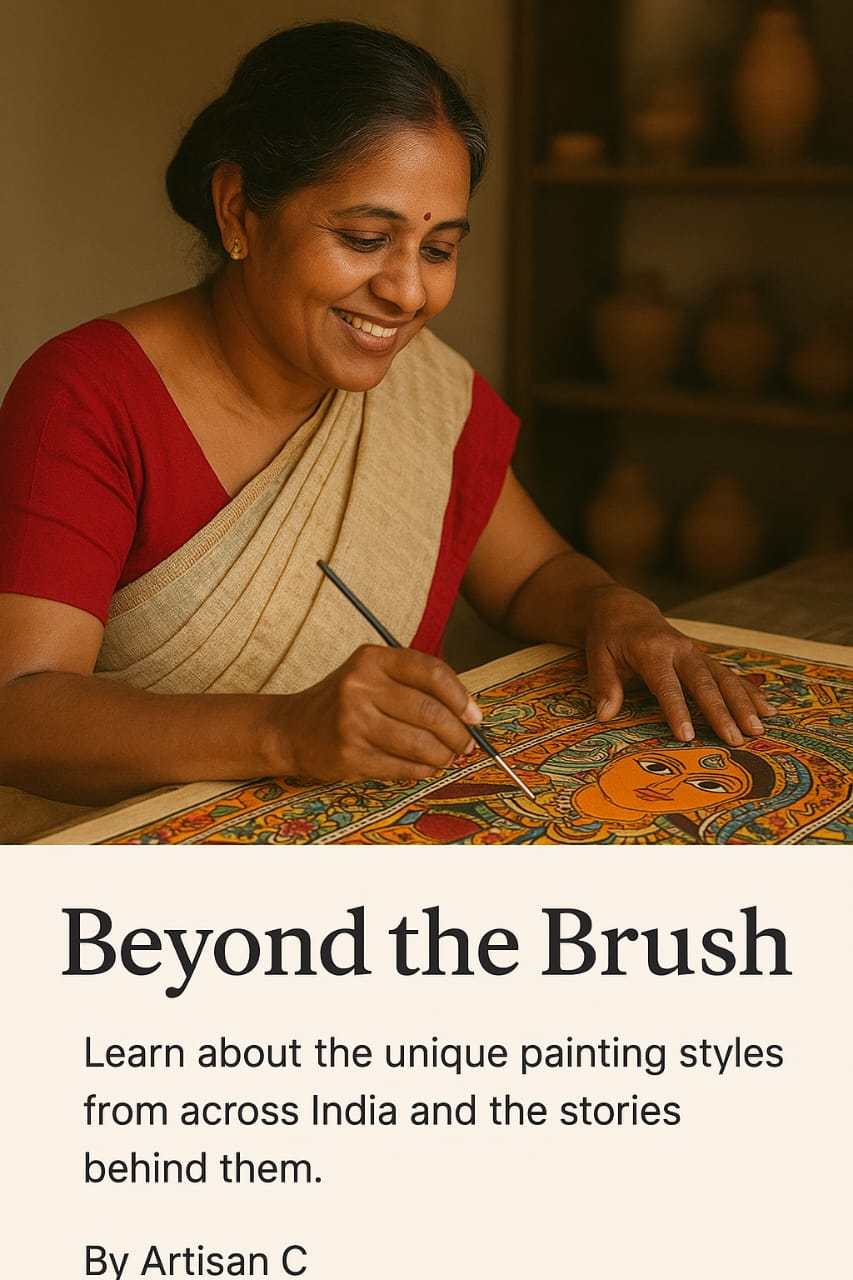 Beyond the Brush
Learn about the unique painting styles
from across India and the stories
behind them.
By Artisan C